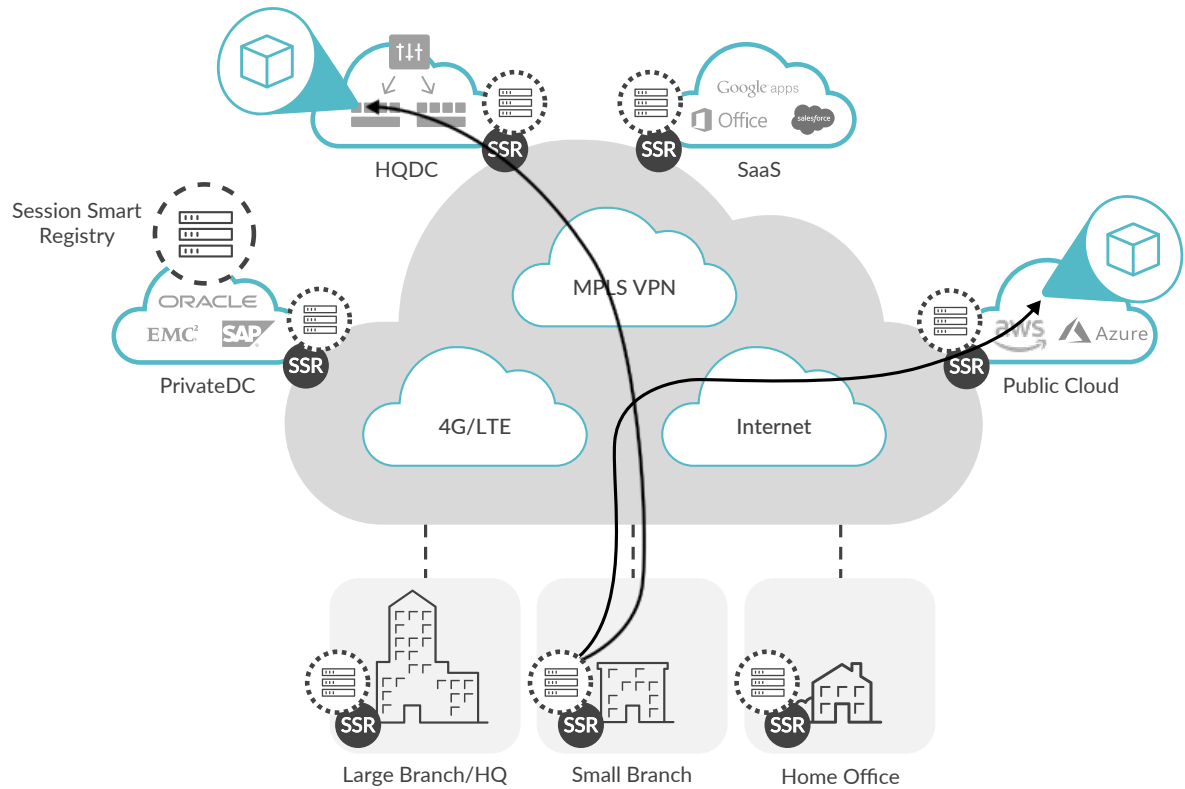 Google apps
Office
salesforce
SSR
HQDC
SSR
SaaS
Session Smart
Registry
ORACLE
EMC²
SAP
SSR
PrivateDC
MPLS VPN
aws
Azure
SSR
Public Cloud
4G/LTE
Internet
SSR
Large Branch/HQ
SSR
Small Branch
SSR
Home Office